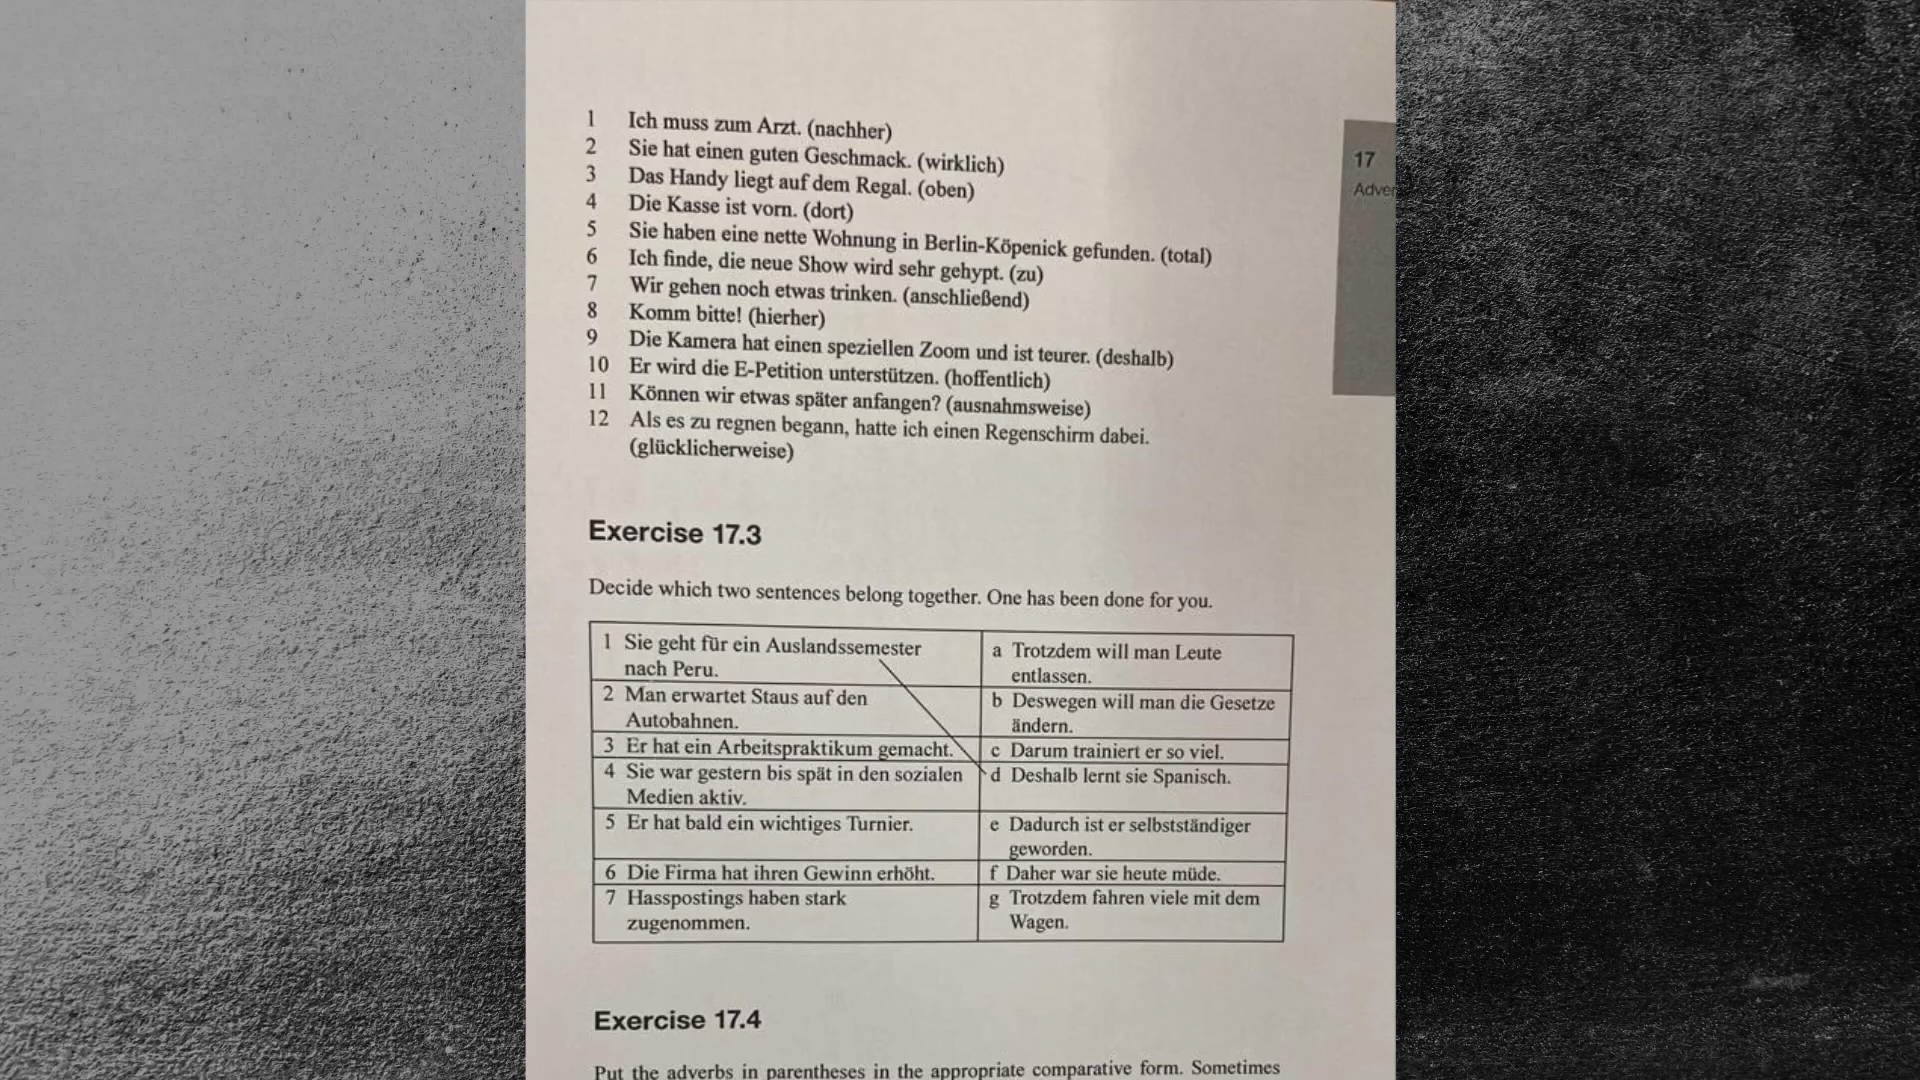 1 Ich muss zum Arzt. (nachher)
2 Sie hat einen guten Geschmack. (wirklich)
3 Das Handy liegt auf dem Regal. (oben)
4 Die Kasse ist vorn. (dort)
5 Sie haben eine nette Wohnung in Berlin-Köpenick gefunden. (total)
6 Ich finde, die neue Show wird sehr gehypt. (zu)
7 Wir gehen noch etwas trinken. (anschließend)
8 Komm bitte! (hierher)
9 Die Kamera hat einen speziellen Zoom und ist teurer. (deshalb)
10 Er wird die E-Petition unterstützen. (hoffentlich)
11 Können wir etwas später anfangen? (ausnahmsweise)
12 Als es zu regnen begann, hatte ich einen Regenschirm dabei.
(glücklicherweise)
17
Adver
Exercise 17.3
Decide which two sentences belong together. One has been done for you.
1 Sie geht für ein Auslandssemester
nach Peru.
a Trotzdem will man Leute
entlassen.
2 Man erwartet Staus auf den
Autobahnen.
b Deswegen will man die Gesetze
ändern.
3 Er hat ein Arbeitspraktikum gemacht.
c Darum trainiert er so viel.
4 Sie war gestern bis spät in den sozialen
Medien aktiv.
d Deshalb lernt sie Spanisch.
5 Er hat bald ein wichtiges Turnier.
e Dadurch ist er selbstständiger
geworden.
6 Die Firma hat ihren Gewinn erhöht.
f Daher war sie heute müde.
7 Hasspostings haben stark
zugenommen.
g Trotzdem fahren viele mit dem
Wagen.
Exercise 17.4
Put the adverbs in parentheses in the appropriate comparative form. Sometimes